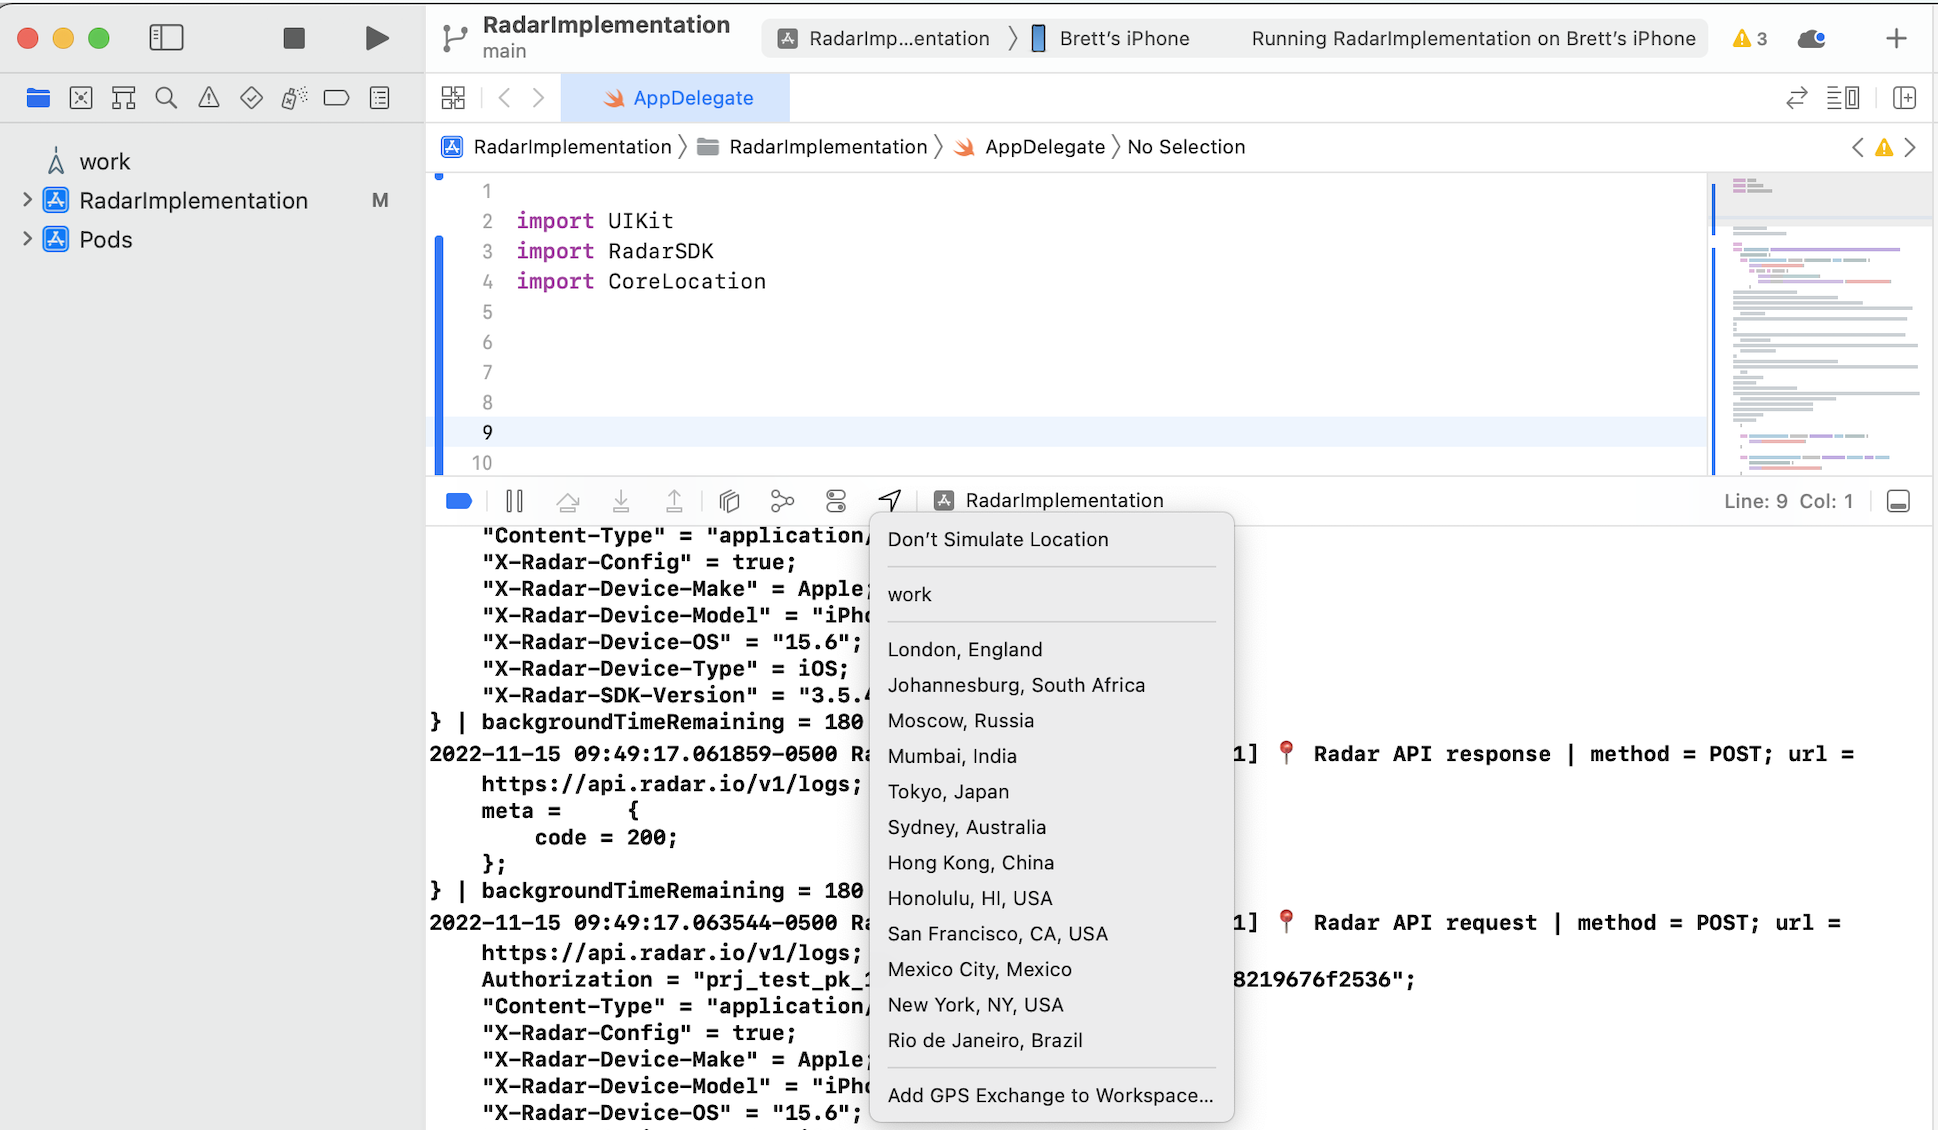 RadarImplementation
main
RadarImp...entation
Brett's iPhone
Running RadarImplementation on Brett's iPhone
3
AppDelegate
RadarImplementation
RadarImplementation
AppDelegate
No Selection
work
RadarImplementation
M
Pods
1
2 import UIKit
3 import RadarSDK
4 import CoreLocation
5
6
7
8
9
10
RadarImplementation
Line: 9 Col: 1
"Content-Type" = "application/
"X-Radar-Config" = true;
"X-Radar-Device-Make" = Apple;
"X-Radar-Device-Model" = "iPho
"X-Radar-Device-OS" = "15.6";
"X-Radar-Device-Type" = iOS;
"X-Radar-SDK-Version" = "3.5.4
} | backgroundTimeRemaining = 180
2022-11-15 09:49:17.061859-0500 Ra 1] 📍 Radar API response | method = POST; url =
https://api.radar.io/v1/logs;
meta = {
code = 200;
};
} | backgroundTimeRemaining = 180
2022-11-15 09:49:17.063544-0500 Ra 1] 📍 Radar API request | method = POST; url =
https://api.radar.io/v1/logs;
Authorization = "prj_test_pk_ 8219676f2536";
"Content-Type" = "application/
"X-Radar-Config" = true;
"X-Radar-Device-Make" = Apple;
"X-Radar-Device-Model" = "iPho
"X-Radar-Device-OS" = "15.6";
Don't Simulate Location
work
London, England
Johannesburg, South Africa
Moscow, Russia
Mumbai, India
Tokyo, Japan
Sydney, Australia
Hong Kong, China
Honolulu, HI, USA
San Francisco, CA, USA
Mexico City, Mexico
New York, NY, USA
Rio de Janeiro, Brazil
Add GPS Exchange to Workspace...